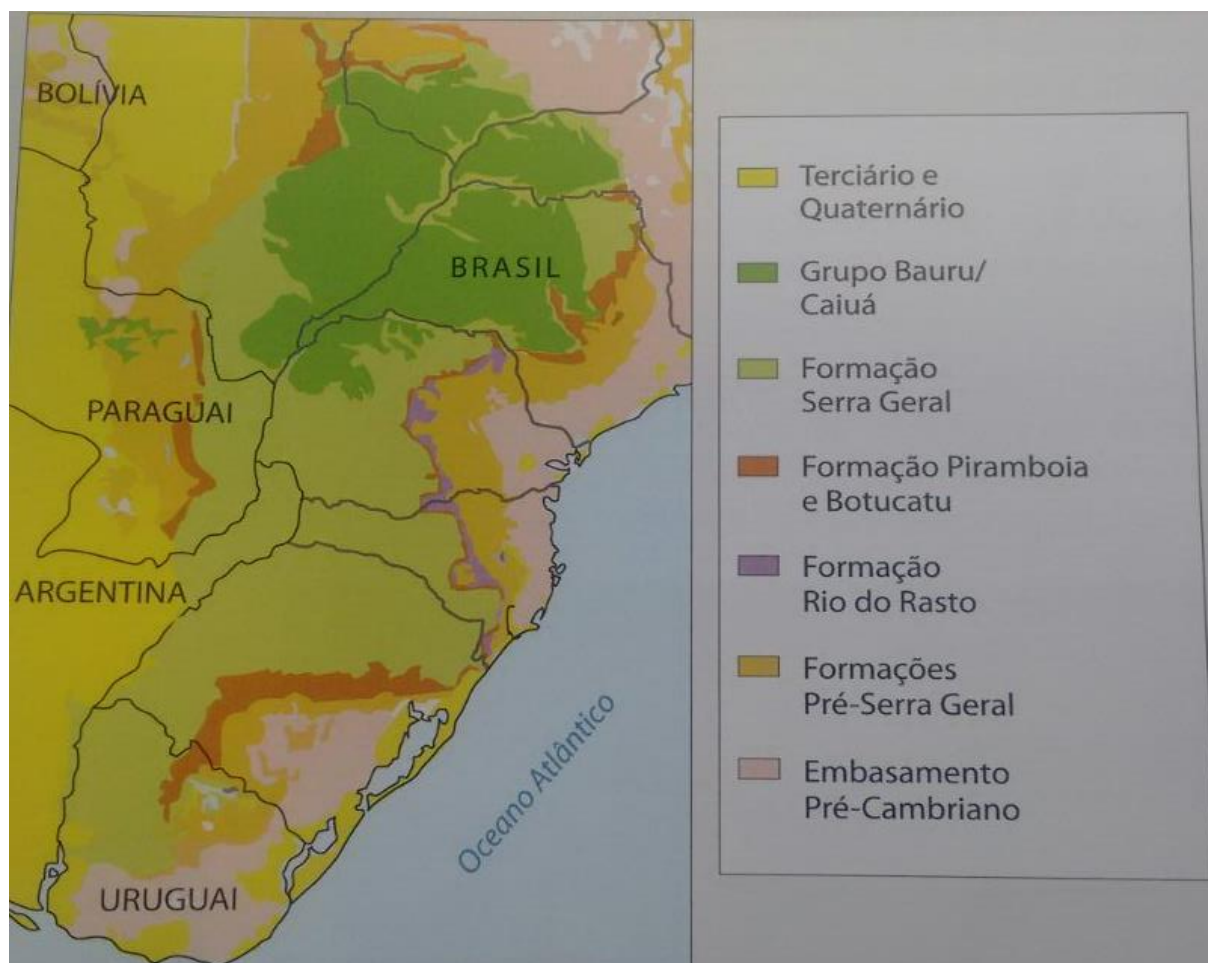 BOLÍVIA
BRASIL
PARAGUAI
ARGENTINA
URUGUAI
Oceano Atlântico
Terciário e
Quaternário
Grupo Bauru/
Caiuá
Formação
Serra Geral
Formação Piramboia
e Botucatu
Formação
Rio do Rasto
Formações
Pré-Serra Geral
Embasamento
Pré-Cambriano